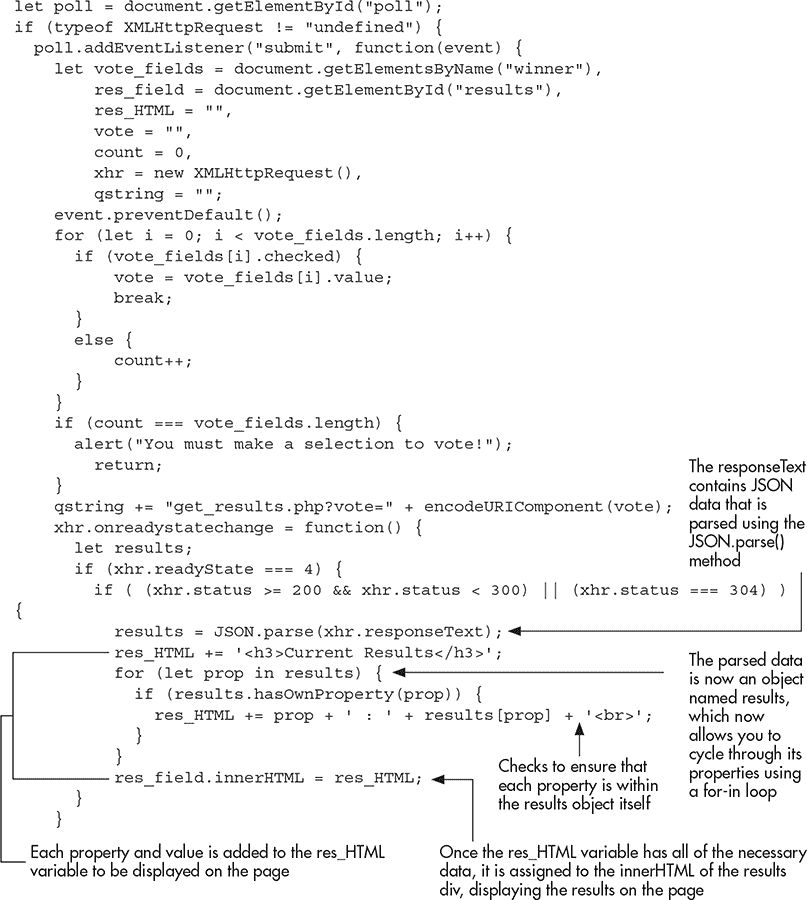 let poll = document.getElementById("poll");
if (typeof XMLHttpRequest != "undefined") {
poll.addEventListener("submit", function(event) {
let vote_fields = document.getElementsByName("winner"),
res_field = document.getElementById("results"),
res_HTML = "",
vote = "",
count = 0,
xhr = new XMLHttpRequest(),
qstring = "";
event.preventDefault();
for (let i = 0; i < vote_fields.length; i++) {
if (vote_fields[i].checked) {
vote = vote_fields[i].value;
break;
}
else {
count++;
}
}
if (count === vote_fields.length) {
alert("You must make a selection to vote!");
return;
}
qstring += "get_results.php?vote=" + encodeURIComponent(vote);
xhr.onreadystatechange = function() {
let results;
if (xhr.readyState === 4) {
if ( (xhr.status >= 200 && xhr.status < 300) || (xhr.status === 304) )
{
results = JSON.parse(xhr.responseText);
res_HTML += '<h3>Current Results</h3>';
for (let prop in results) {
if (results.hasOwnProperty(prop)) {
res_HTML += prop + ' : ' + results[prop] + '<br>';
}
}
res_field.innerHTML = res_HTML;
}
}
The responseText
contains JSON
data that is
parsed using the
JSON.parse()
method
The parsed data
is now an object
named results,
which now
allows you to
cycle through its
properties using
a for-in loop
Checks to ensure that
each property is within
the results object itself
Each property and value is added to the res_HTML
variable to be displayed on the page
Once the res_HTML variable has all of the necessary
data, it is assigned to the innerHTML of the results
div, displaying the results on the page